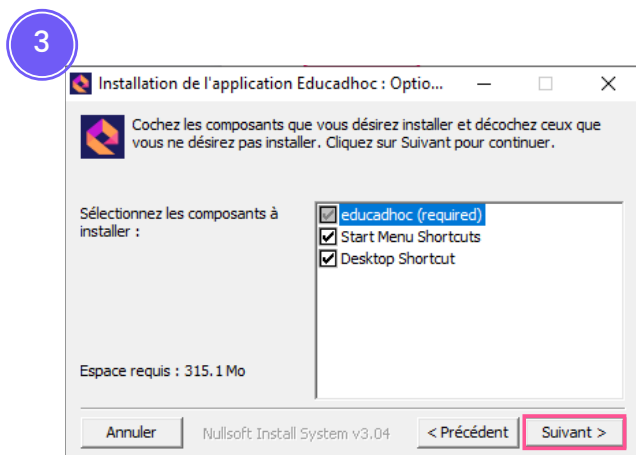 3
Installation de l'application Educadhoc : Optio...
Cochez les composants que vous désirez installer et décochez ceux que
vous ne désirez pas installer. Cliquez sur Suivant pour continuer.
Sélectionnez les composants à
installer :
educadhoc (required)
Start Menu Shortcuts
Desktop Shortcut
Espace requis : 315.1 Mo
Annuler
Nullsoft Install System v3.04
< Précédent
Suivant >